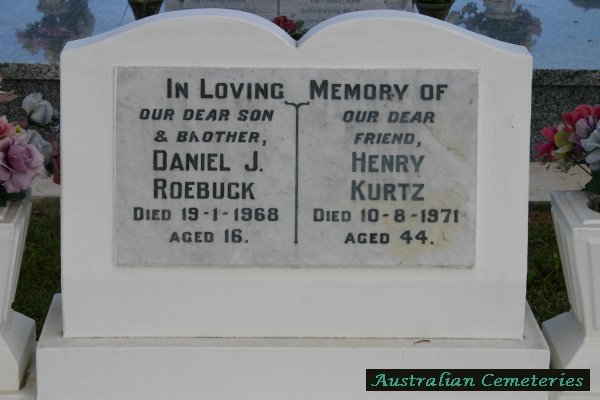 In Loving Memory of
our dear son
& brother,
Daniel J.
Roebuck
Died 19-1-1968
aged 16.
our dear
friend,
Henry
Kurtz
Died 10-8-1971
aged 44.
Australian Cemeteries